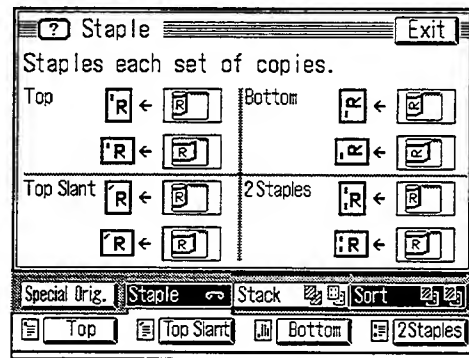 ? Staple Exit
Staples each set of copies.
Top R ← R Bottom R ← R
R ← R R ← R
Top Slant R ← R 2 Staples R ← R
R ← R R ← R
Special Orig. Staple Stack Sort
Top Top Slant Bottom 2Staples